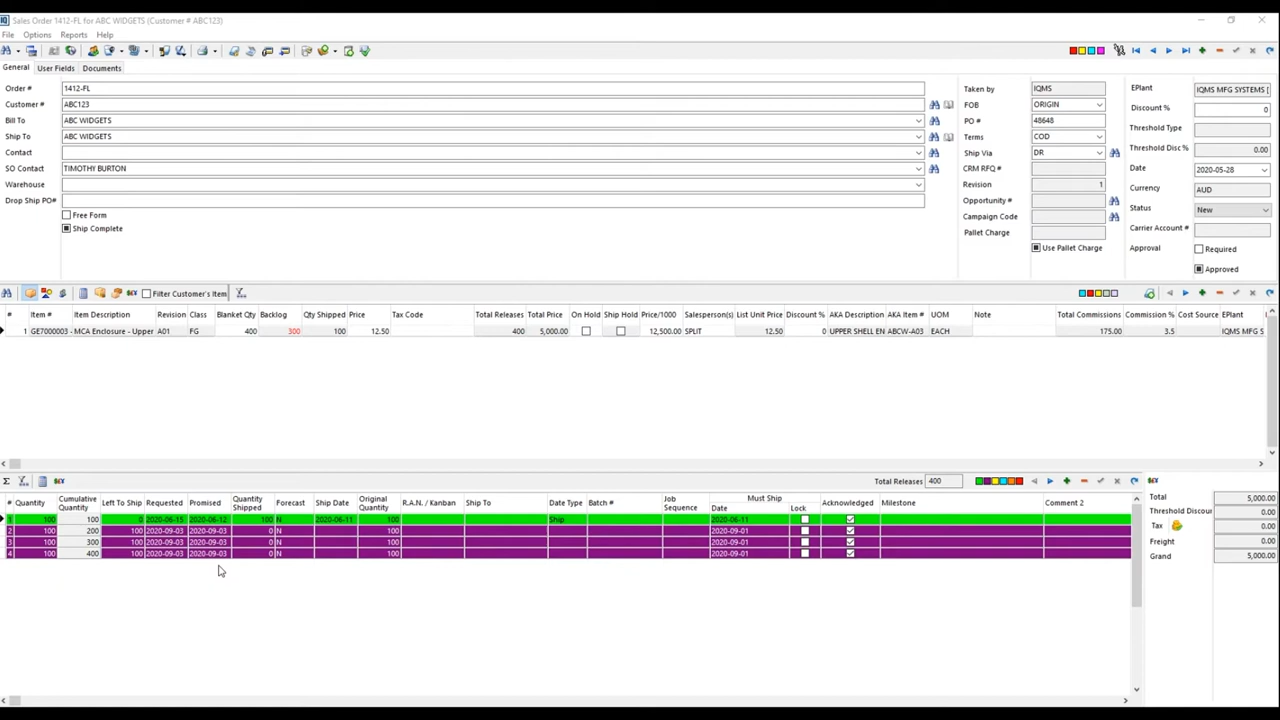 Sales Order 1412-FL for ABC WIDGETS (Customer # ABC123)
File Options Reports Help
General User Fields Documents
Order # 1412-FL
Customer # ABC123
Bill To ABC WIDGETS
Ship To ABC WIDGETS
Contact
SO Contact TIMOTHY BURTON
Warehouse
Drop Ship PO#
Free Form
Ship Complete
Taken by IQMS
FOB ORIGIN
PO # 48648
Terms COD
Ship Via DR
CRM RFQ #
Revision 1
Opportunity #
Campaign Code
Pallet Charge
Use Pallet Charge
EPlant IQMS MFG SYSTEMS [
Discount % 0
Threshold Type
Threshold Disc % 0.00
Date 2020-05-28
Currency AUD
Status New
Carrier Account #
Approval Required
Approved
Filter Customer's Item
# Item # Item Description Revision Class Blanket Qty Backlog Qty Shipped Price Tax Code Total Releases Total Price On Hold Ship Hold Price/1000 Salesperson(s) List Unit Price Discount % AKA Description AKA Item # UOM Note Total Commissions Commission % Cost Source EPlant
1 GE7000003 - MCA Enclosure - Upper A01 FG 400 300 100 12.50 400 5,000.00 12,500.00 SPLIT 12.50 0 UPPER SHELL EN ABCW-A03 EACH 175.00 3.5 IQMS MFG S
Total Releases 400
# Quantity Cumulative Quantity Left To Ship Requested Promised Quantity Shipped Forecast Ship Date Original Quantity R.A.N. / Kanban Ship To Date Type Batch # Job Sequence Must Ship Date Lock Acknowledged Milestone Comment 2
1 100 100 0 2020-06-15 2020-06-12 100 N 2020-06-11 100 Ship 2020-06-11
2 100 200 100 2020-09-03 2020-09-03 0 N 100 2020-09-01
3 100 300 100 2020-09-03 2020-09-03 0 N 100 2020-09-01
4 100 400 100 2020-09-03 2020-09-03 0 N 100 2020-09-01
Total 5,000.00
Threshold Discou 0.00
Tax 0.00
Freight 0.00
Grand 5,000.00